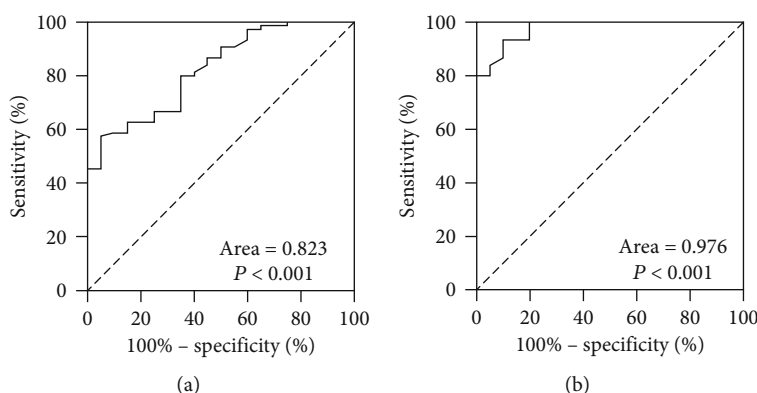 100
80
60
40
20
0
Sensitivity (%)
Area = 0.823
P < 0.001
0 20 40 60 80 100
100% – specificity (%)
(a)
100
80
60
40
20
0
Sensitivity (%)
Area = 0.976
P < 0.001
0 20 40 60 80 100
100% – specificity (%)
(b)